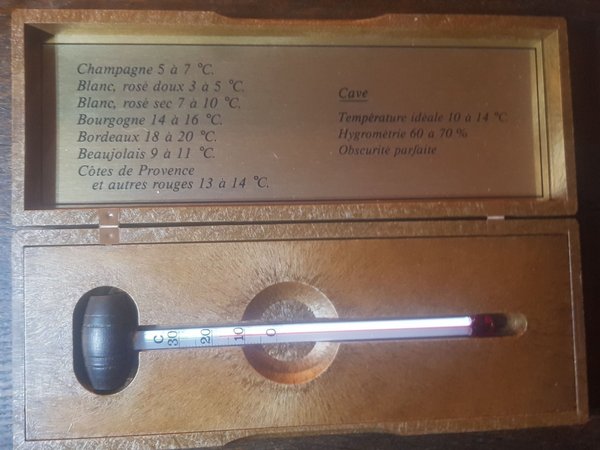 Champagne 5 à 7 °C.
Blanc, rosé doux 3 à 5 °C.
Blanc, rosé sec 7 à 10 °C.
Bourgogne 14 à 16 °C.
Bordeaux 18 à 20 °C.
Beaujolais 9 à 11 °C.
Côtes de Provence
et autres rouges 13 à 14 °C.
Cave
Température idéale 10 à 14 °C
Hygrométrie 60 a 70 %
Obscurité parfaite
C 30 20 10 0